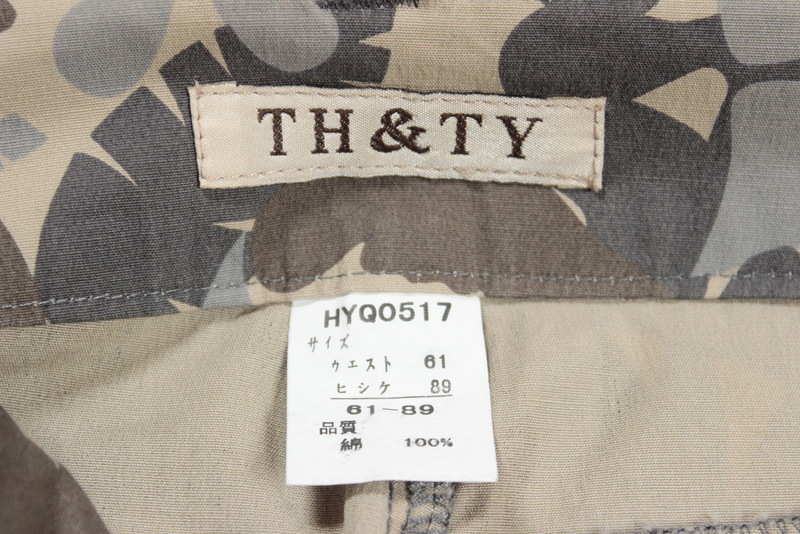 TH&TY
HYQ0517
サイズ
ウエスト 61
ヒシケ 89
61-89
品質
綿 100%